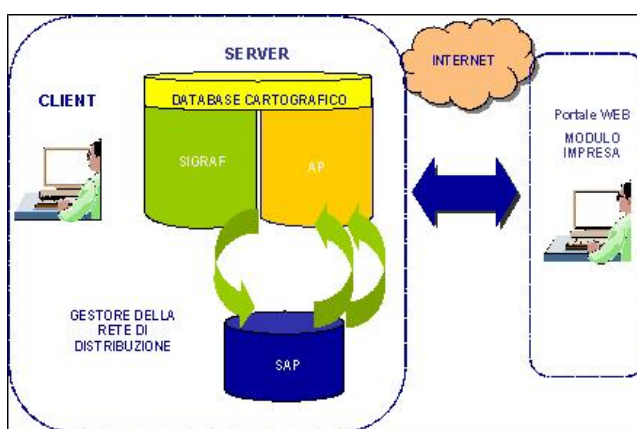 SERVER
INTERNET
CLIENT
DATABASE CARTOGRAFICO
SIGRAF
AP
Portale WEB
MODULO
IMPRESA
GESTORE DELLA
RETE DI
DISTRIBUZIONE
SAP